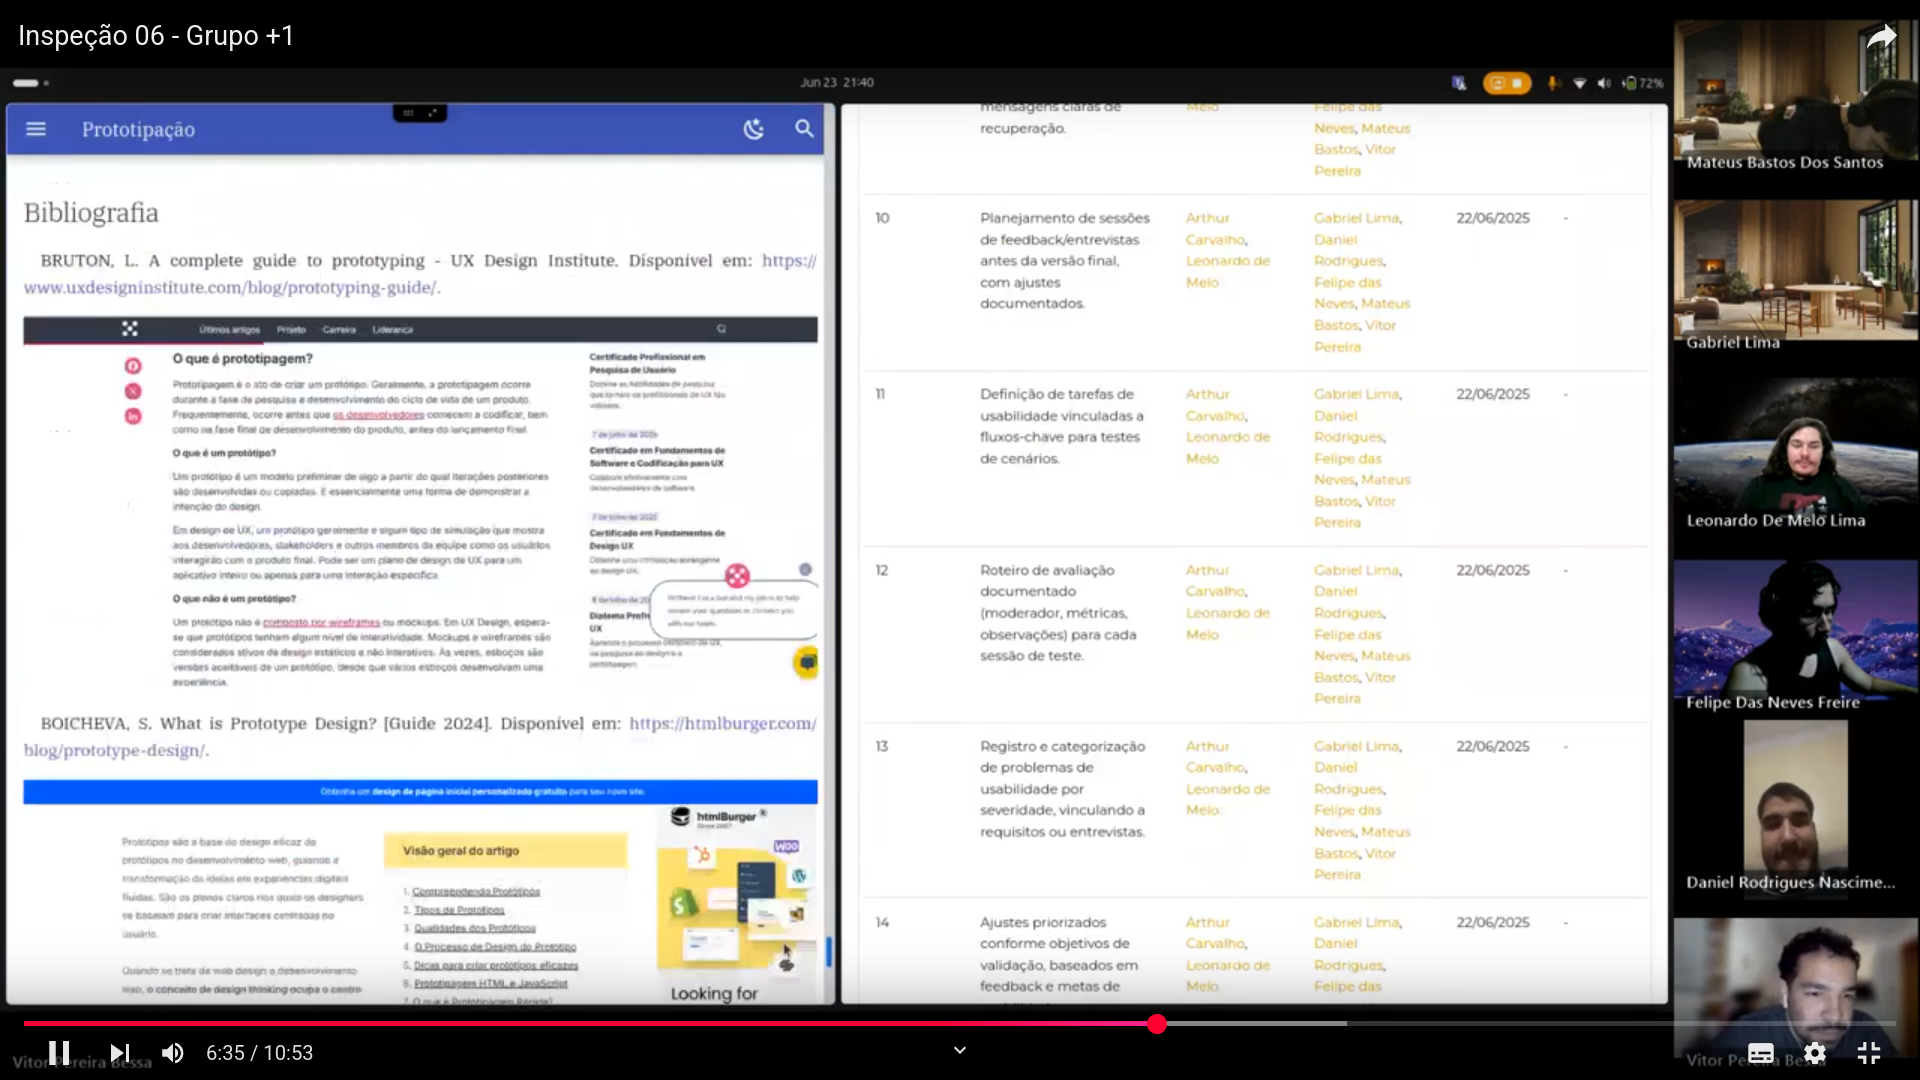 Inspeção 06 - Grupo +1
Jun 23 21:40
72%
Prototipação
Bibliografia
BRUTON, L. A complete guide to prototyping - UX Design Institute. Disponível em: https://
www.uxdesigninstitute.com/blog/prototyping-guide/.
Últimos artigos Projeto Carreira Liderança
O que é prototipagem?
Prototipagem é o ato de criar um protótipo. Geralmente, a prototipagem ocorre
durante a fase de pesquisa e desenvolvimento do ciclo de vida de um produto.
Frequentemente, ocorre antes que os desenvolvedores comecem a codificar, bem
como na fase final de desenvolvimento do produto, antes do lançamento final.
O que é um protótipo?
Um protótipo é um modelo preliminar de algo a partir do qual iterações posteriores
são desenvolvidas ou copiadas. É essencialmente uma forma de demonstrar a
intenção do design.
Em design de UX, um protótipo geralmente é algum tipo de simulação que mostra
aos desenvolvedores, stakeholders e outros membros da equipe como os usuários
interagirão com o produto final. Pode ser um plano de design de UX para um
aplicativo inteiro ou apenas para uma interação específica.
O que não é um protótipo?
Um protótipo não é composto por wireframes ou mockups. Em UX Design, espera-
se que protótipos tenham algum nível de interatividade. Mockups e wireframes são
considerados ativos de design estáticos e não interativos. Às vezes, esboços são
versões aceitáveis de um protótipo, desde que vários esboços desenvolvam uma
experiência.
Certificado Profissional em
Pesquisa de Usuário
Domine as habilidades de pesquisa
que tornam os profissionais de UX tão
valiosos.
Certificado em Fundamentos de
Software e Codificação para UX
Colabore efetivamente com
desenvolvedores de software.
Certificado em Fundamentos de
Design UX
Diploma Profi
UX
BOICHEVA, S. What is Prototype Design? [Guide 2024]. Disponível em: https://htmlburger.com/
blog/prototype-design/.
Obtenha um design de página inicial personalizado gratuito para seu novo site.
Protótipos são a base do design eficaz de
protótipos no desenvolvimento web, guiando a
transformação de ideias em experiências digitais
fluidas. São os planos claros nos quais os designers
se baseiam para criar interfaces centradas no
usuário.
Quando se trata de web design e desenvolvimento
web, o conceito de design thinking ocupa o centro
Visão geral do artigo
1. Compreendendo Protótipos
2. Tipos de Protótipos
3. Qualidades dos Protótipos
4. O Processo de Design do Protótipo
5. Dicas para criar protótipos eficazes
6. Prototipagem HTML e JavaScript
7. O que é Prototipagem Rápida?
htmlBurger
Woo
Looking for
mensagens claras de
recuperação.
Melo
Felipe das
Neves, Mateus
Bastos, Vitor
Pereira
10
Planejamento de sessões
de feedback/entrevistas
antes da versão final,
com ajustes
documentados.
Arthur
Carvalho,
Leonardo de
Melo
Gabriel Lima,
Daniel
Rodrigues,
Felipe das
Neves, Mateus
Bastos, Vitor
Pereira
22/06/2025
-
11
Definição de tarefas de
usabilidade vinculadas a
fluxos-chave para testes
de cenários.
Arthur
Carvalho,
Leonardo de
Melo
Gabriel Lima,
Daniel
Rodrigues,
Felipe das
Neves, Mateus
Bastos, Vitor
Pereira
22/06/2025
-
12
Roteiro de avaliação
documentado
(moderador, métricas,
observações) para cada
sessão de teste.
Arthur
Carvalho,
Leonardo de
Melo
Gabriel Lima,
Daniel
Rodrigues,
Felipe das
Neves, Mateus
Bastos, Vitor
Pereira
22/06/2025
-
13
Registro e categorização
de problemas de
usabilidade por
severidade, vinculando a
requisitos ou entrevistas.
Arthur
Carvalho,
Leonardo de
Melo
Gabriel Lima,
Daniel
Rodrigues,
Felipe das
Neves, Mateus
Bastos, Vitor
Pereira
22/06/2025
-
14
Ajustes priorizados
conforme objetivos de
validação, baseados em
feedback e metas de
Arthur
Carvalho,
Leonardo de
Melo
Gabriel Lima,
Daniel
Rodrigues,
Felipe das
22/06/2025
-
Mateus Bastos Dos Santos
Gabriel Lima
Leonardo De Melo Lima
Felipe Das Neves Freire
Daniel Rodrigues Nascime...
Vitor Pereira Bessa
6:35 / 10:53
Vitor Pereira Bessa